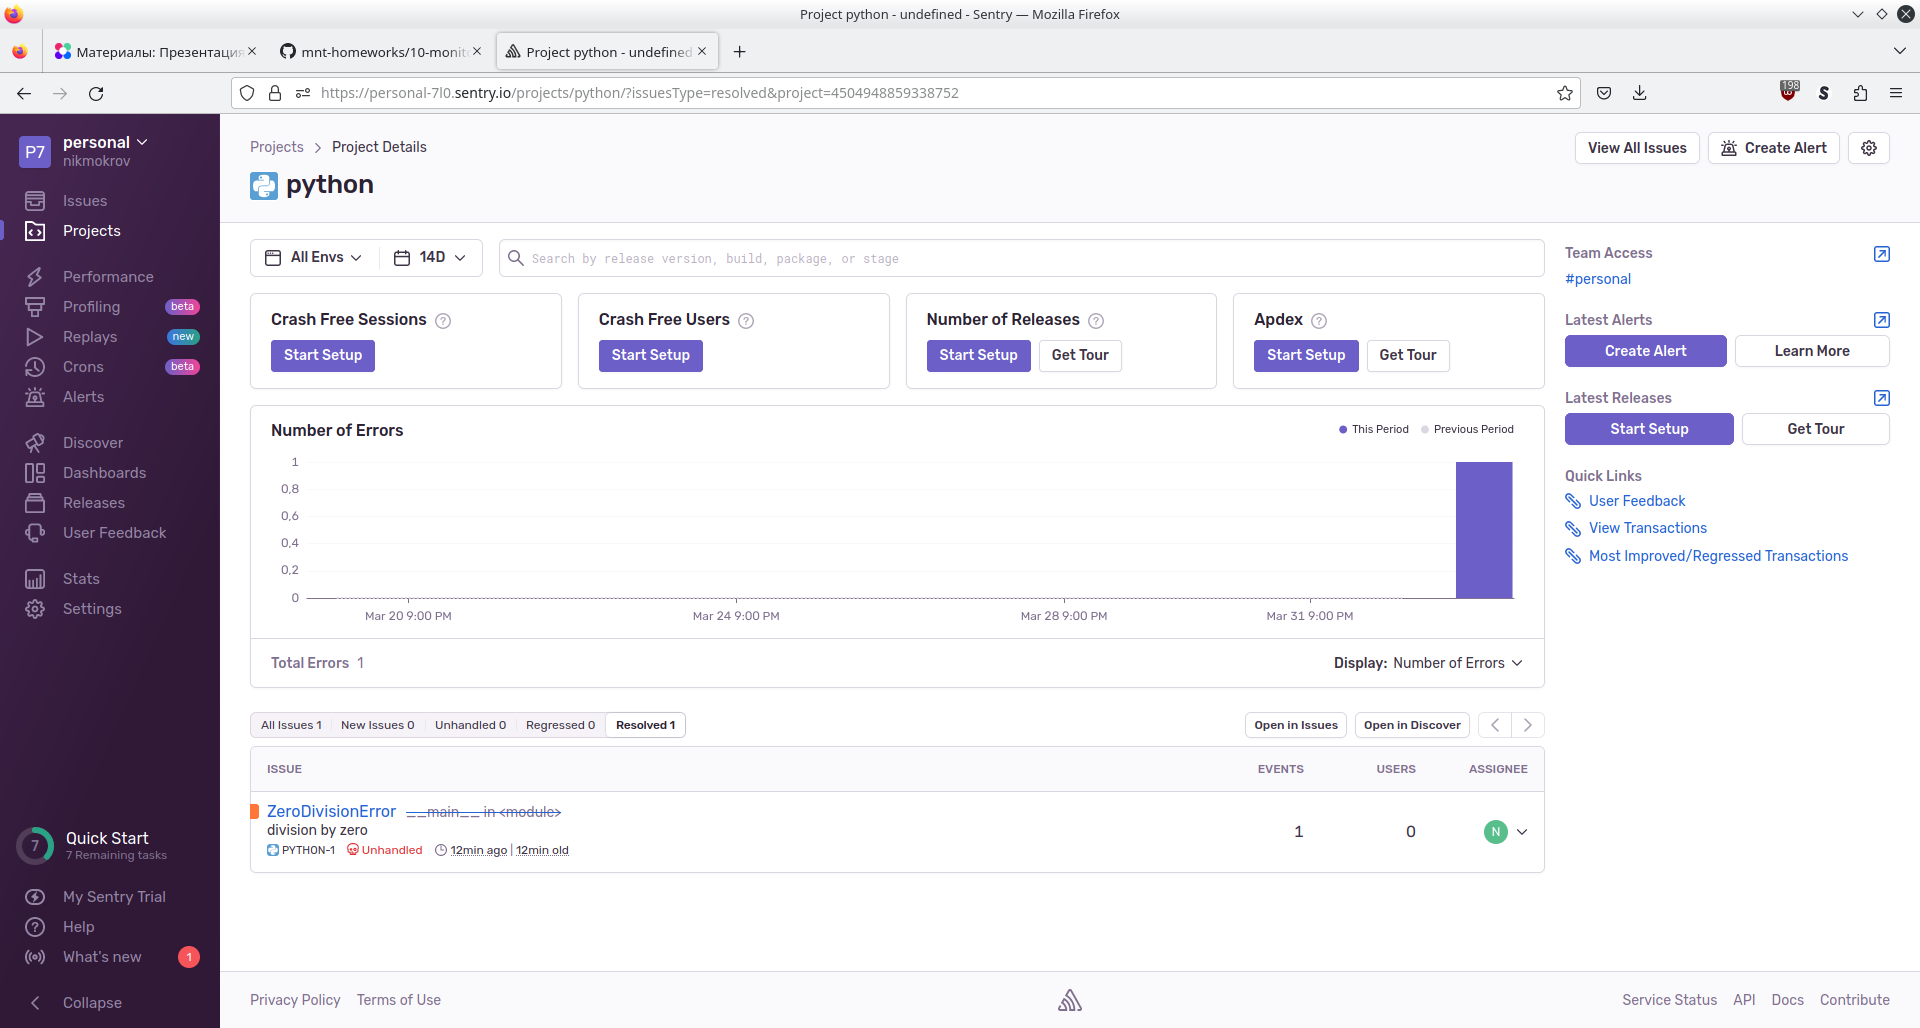 Project python - undefined - Sentry — Mozilla Firefox
Материалы: Презентация
mnt-homeworks/10-monit
Project python - undefined
https://personal-7l0.sentry.io/projects/python/?issuesType=resolved&project=4504948859338752
198
P7
personal
nikmokrov
Issues
Projects
Performance
Profiling beta
Replays new
Crons beta
Alerts
Discover
Dashboards
Releases
User Feedback
Stats
Settings
7
Quick Start
7 Remaining tasks
My Sentry Trial
Help
What's new 1
Collapse
Projects > Project Details
python
View All Issues
Create Alert
All Envs
14D
Search by release version, build, package, or stage
Crash Free Sessions ?
Start Setup
Crash Free Users ?
Start Setup
Number of Releases ?
Start Setup Get Tour
Apdex ?
Start Setup Get Tour
Number of Errors
This Period Previous Period
1
0,8
0,6
0,4
0,2
0
Mar 20 9:00 PM Mar 24 9:00 PM Mar 28 9:00 PM Mar 31 9:00 PM
Total Errors 1
Display: Number of Errors
All Issues 1 New Issues 0 Unhandled 0 Regressed 0 Resolved 1
Open in Issues Open in Discover
ISSUE EVENTS USERS ASSIGNEE
ZeroDivisionError __main__ in <module>
division by zero
PYTHON-1 Unhandled 12min ago | 12min old
1 0 N
Team Access
#personal
Latest Alerts
Create Alert Learn More
Latest Releases
Start Setup Get Tour
Quick Links
User Feedback
View Transactions
Most Improved/Regressed Transactions
Privacy Policy Terms of Use
Service Status API Docs Contribute